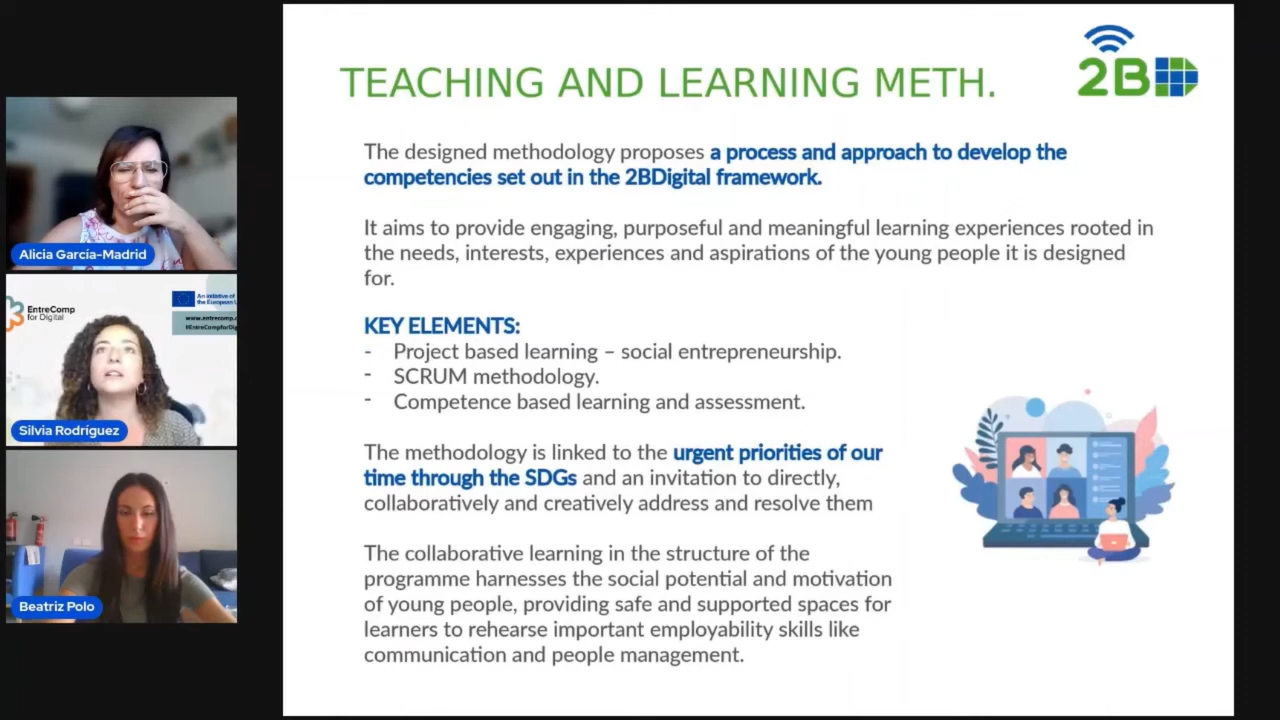 TEACHING AND LEARNING METH.
2BD
The designed methodology proposes a process and approach to develop the
competencies set out in the 2BDigital framework.
It aims to provide engaging, purposeful and meaningful learning experiences rooted in
the needs, interests, experiences and aspirations of the young people it is designed
for.
KEY ELEMENTS:
- Project based learning – social entrepreneurship.
- SCRUM methodology.
- Competence based learning and assessment.
The methodology is linked to the urgent priorities of our
time through the SDGs and an invitation to directly,
collaboratively and creatively address and resolve them
The collaborative learning in the structure of the
programme harnesses the social potential and motivation
of young people, providing safe and supported spaces for
learners to rehearse important employability skills like
communication and people management.
Alicia García-Madrid
EntreComp
for Digital
An initiative of
the European
www.entrecomp.
#EntreCompforDig
Silvia Rodríguez
Beatriz Polo